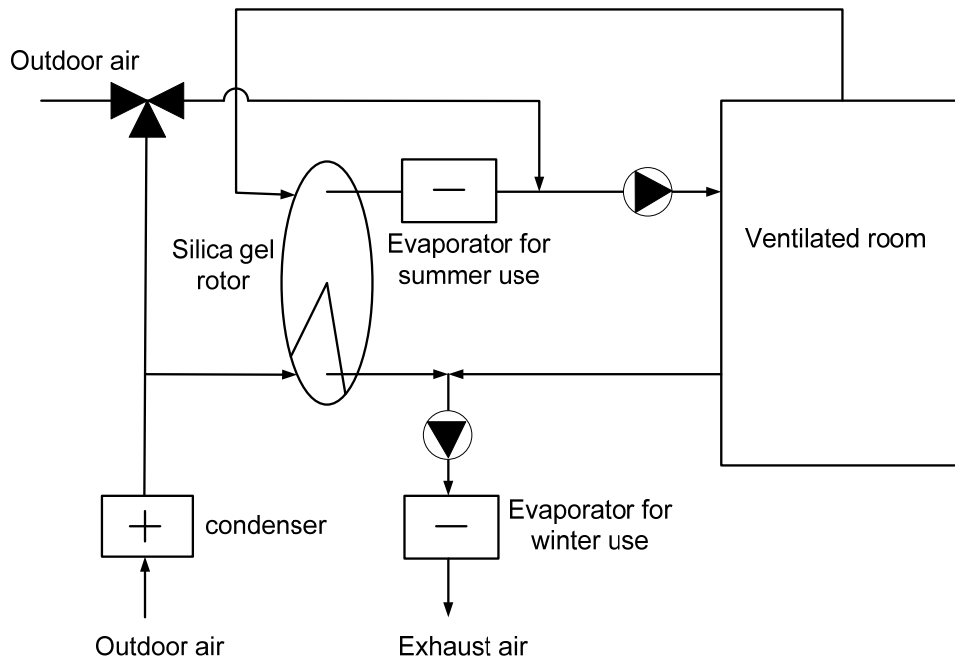 Outdoor air
Silica gel
rotor
Evaporator for
summer use
Ventilated room
condenser
Evaporator for
winter use
Outdoor air
Exhaust air